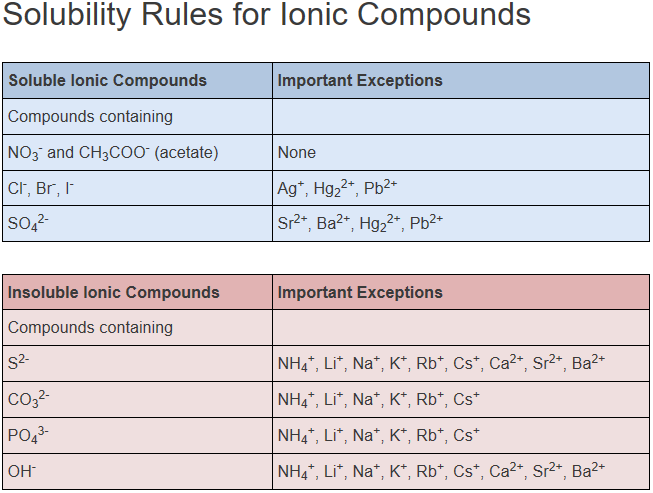 Solubility Rules for Ionic Compounds
Soluble Ionic Compounds Important Exceptions
Compounds containing
NO₃⁻ and CH₃COO⁻ (acetate) None
Cl⁻, Br⁻, I⁻ Ag⁺, Hg₂²⁺, Pb²⁺
SO₄²⁻ Sr²⁺, Ba²⁺, Hg₂²⁺, Pb²⁺
Insoluble Ionic Compounds Important Exceptions
Compounds containing
S²⁻ NH₄⁺, Li⁺, Na⁺, K⁺, Rb⁺, Cs⁺, Ca²⁺, Sr²⁺, Ba²⁺
CO₃²⁻ NH₄⁺, Li⁺, Na⁺, K⁺, Rb⁺, Cs⁺
PO₄³⁻ NH₄⁺, Li⁺, Na⁺, K⁺, Rb⁺, Cs⁺
OH⁻ NH₄⁺, Li⁺, Na⁺, K⁺, Rb⁺, Cs⁺, Ca²⁺, Sr²⁺, Ba²⁺